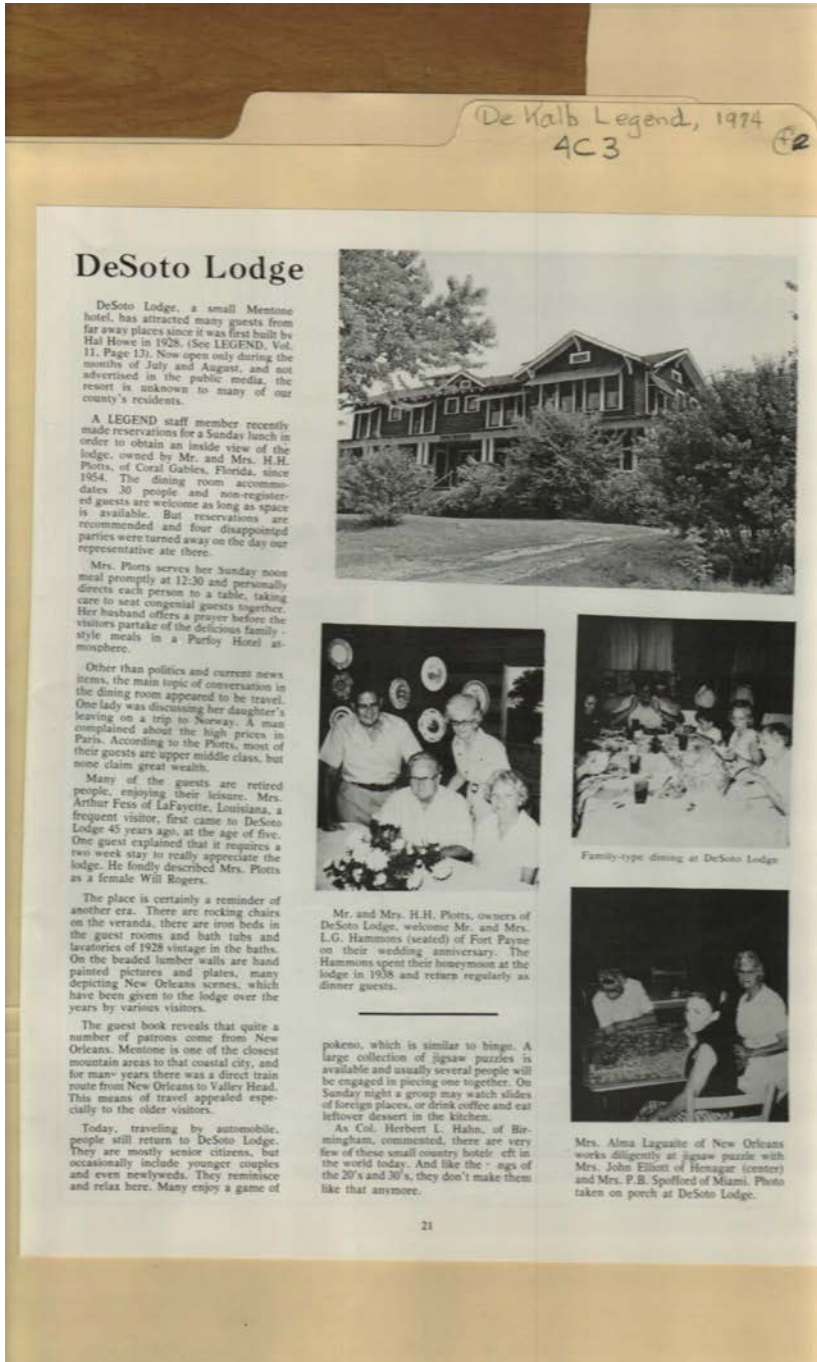 De Kalb Legend, 1974
4C3
f2
DeSoto Lodge
DeSoto Lodge, a small Mentone
hotel, has attracted many guests from
far away places since it was first built by
Hal Howe in 1928. (See LEGEND, Vol.
11, Page 13). Now open only during the
months of July and August, and not
advertised in the public media, the
resort is unknown to many of our
county's residents.
A LEGEND staff member recently
made reservations for a Sunday lunch in
order to obtain an inside view of the
lodge, owned by Mr. and Mrs. H.H.
Plotts, of Coral Gables, Florida, since
1954. The dining room accommo-
dates 30 people and non-register-
ed guests are welcome as long as space
is available. But reservations are
recommended and four disappointed
parties were turned away on the day our
representative ate there.
Mrs. Plotts serves her Sunday noon
meal promptly at 12:30 and personally
directs each person to a table, taking
care to seat congenial guests together.
Her husband offers a prayer before the
visitors partake of the delicious family -
style meals in a Purfoy Hotel at-
mosphere.
Other than politics and current news
items, the main topic of conversation in
the dining room appeared to be travel.
One lady was discussing her daughter's
leaving on a trip to Norway. A man
complained about the high prices in
Paris. According to the Plotts, most of
their guests are upper middle class, but
none claim great wealth.
Many of the guests are retired
people, enjoying their leisure. Mrs.
Arthur Fess of LaFayette, Louisiana, a
frequent visitor, first came to DeSoto
Lodge 45 years ago, at the age of five.
One guest explained that it requires a
two week stay to really appreciate the
lodge. He fondly described Mrs. Plotts
as a female Will Rogers.
The place is certainly a reminder of
another era. There are rocking chairs
on the veranda, there are iron beds in
the guest rooms and bath tubs and
lavatories of 1928 vintage in the baths.
On the beaded lumber walls are hand
painted pictures and plates, many
depicting New Orleans scenes, which
have been given to the lodge over the
years by various visitors.
The guest book reveals that quite a
number of patrons come from New
Orleans. Mentone is one of the closest
mountain areas to that coastal city, and
for many years there was a direct train
route from New Orleans to Valley Head.
This means of travel appealed espe-
cially to the older visitors.
Today, traveling by automobile,
people still return to DeSoto Lodge.
They are mostly senior citizens, but
occasionally include younger couples
and even newlyweds. They reminisce
and relax here. Many enjoy a game of
Mr. and Mrs. H.H. Plotts, owners of
DeSoto Lodge, welcome Mr. and Mrs.
L.G. Hammons (seated) of Fort Payne
on their wedding anniversary. The
Hammons spent their honeymoon at the
lodge in 1938 and return regularly as
dinner guests.
pokeno, which is similar to bingo. A
large collection of jigsaw puzzles is
available and usually several people will
be engaged in piecing one together. On
Sunday night a group may watch slides
of foreign places, or drink coffee and eat
leftover dessert in the kitchen.
As Col. Herbert L. Hahn, of Bir-
mingham, commented, there are very
few of these small country hotels eft in
the world today. And like the ngs of
the 20's and 30's, they don't make them
like that anymore.
Family-type dining at DeSoto Lodge
Mrs. Alma Laguaite of New Orleans
works diligently at jigsaw puzzle with
Mrs. John Elliott of Henagar (center)
and Mrs. P.B. Spofford of Miami. Photo
taken on porch at DeSoto Lodge.
21